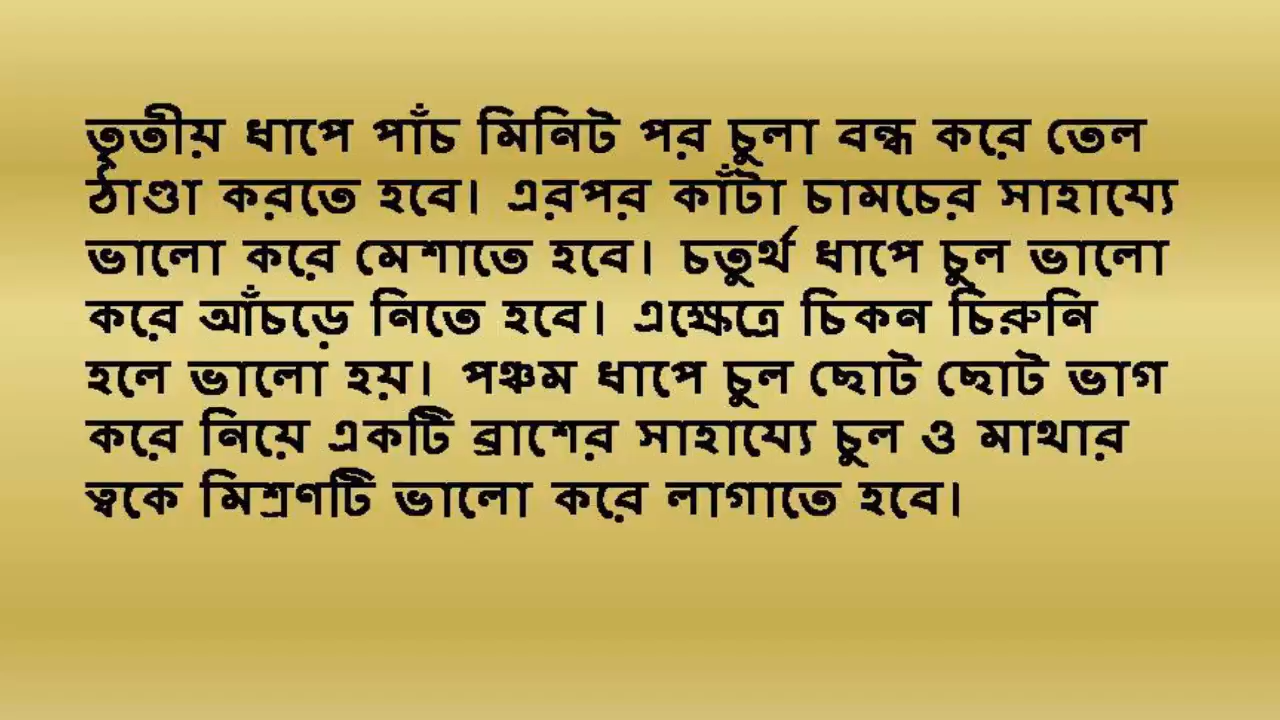 তৃতীয় ধাপে পাঁচ মিনিট পর চুলা বন্ধ করে তেল
ঠাণ্ডা করতে হবে। এরপর কাঁটা চামচের সাহায্যে
ভালো করে মেশাতে হবে। চতুর্থ ধাপে চুল ভালো
করে আঁচড়ে নিতে হবে। এক্ষেত্রে চিকন চিরুনি
হলে ভালো হয়। পঞ্চম ধাপে চুল ছোট ছোট ভাগ
করে নিয়ে একটি ব্রাশের সাহায্যে চুল ও মাথার
ত্বকে মিশ্রণটি ভালো করে লাগাতে হবে।